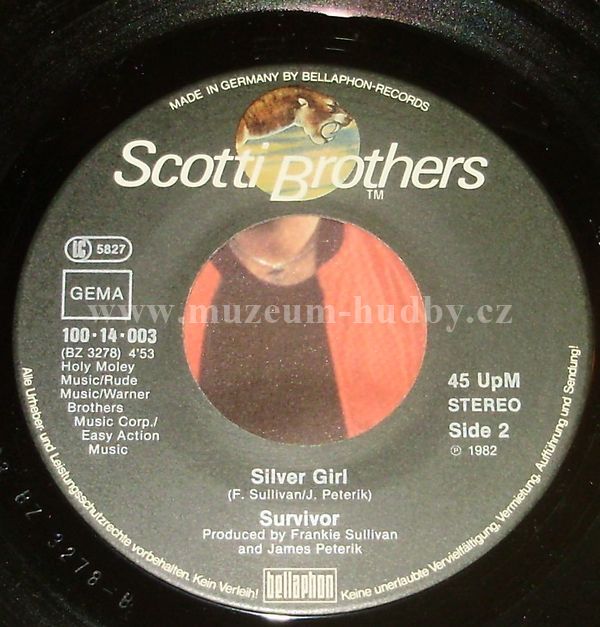 MADE IN GERMANY BY BELLAPHON-RECORDS
Scotti Brothers
TM
LC 5827
GEMA
www.muzeum-hudby.cz
100·14·003
(BZ 3278) 4'53
Holy Moley
Music/Rude
Music/Warner
Brothers
Music Corp./
Easy Action
Music
45 UpM
STEREO
Side 2
℗ 1982
Silver Girl
(F. Sullivan/J. Peterik)
Survivor
Produced by Frankie Sullivan
and James Peterik
bellaphon
Alle Urheber- und Leistungsschutzrechte vorbehalten. Kein Verleih! Keine unerlaubte Vervielfältigung, Vermietung, Aufführung und Sendung!
BZ 3278-B